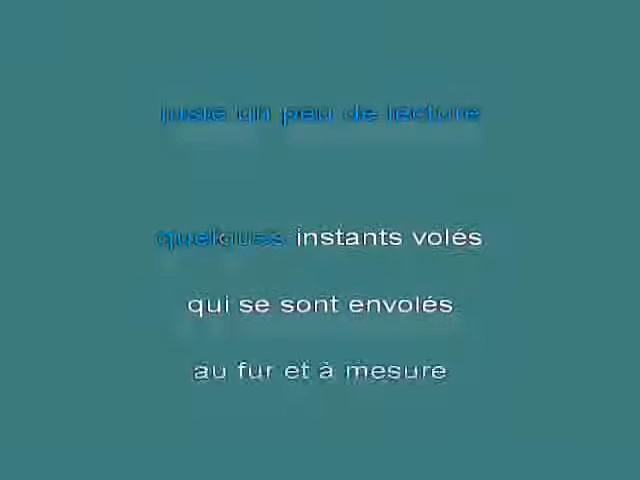 juste un peu de lecture
quelques instants volés
qui se sont envolés
au fur et à mesure